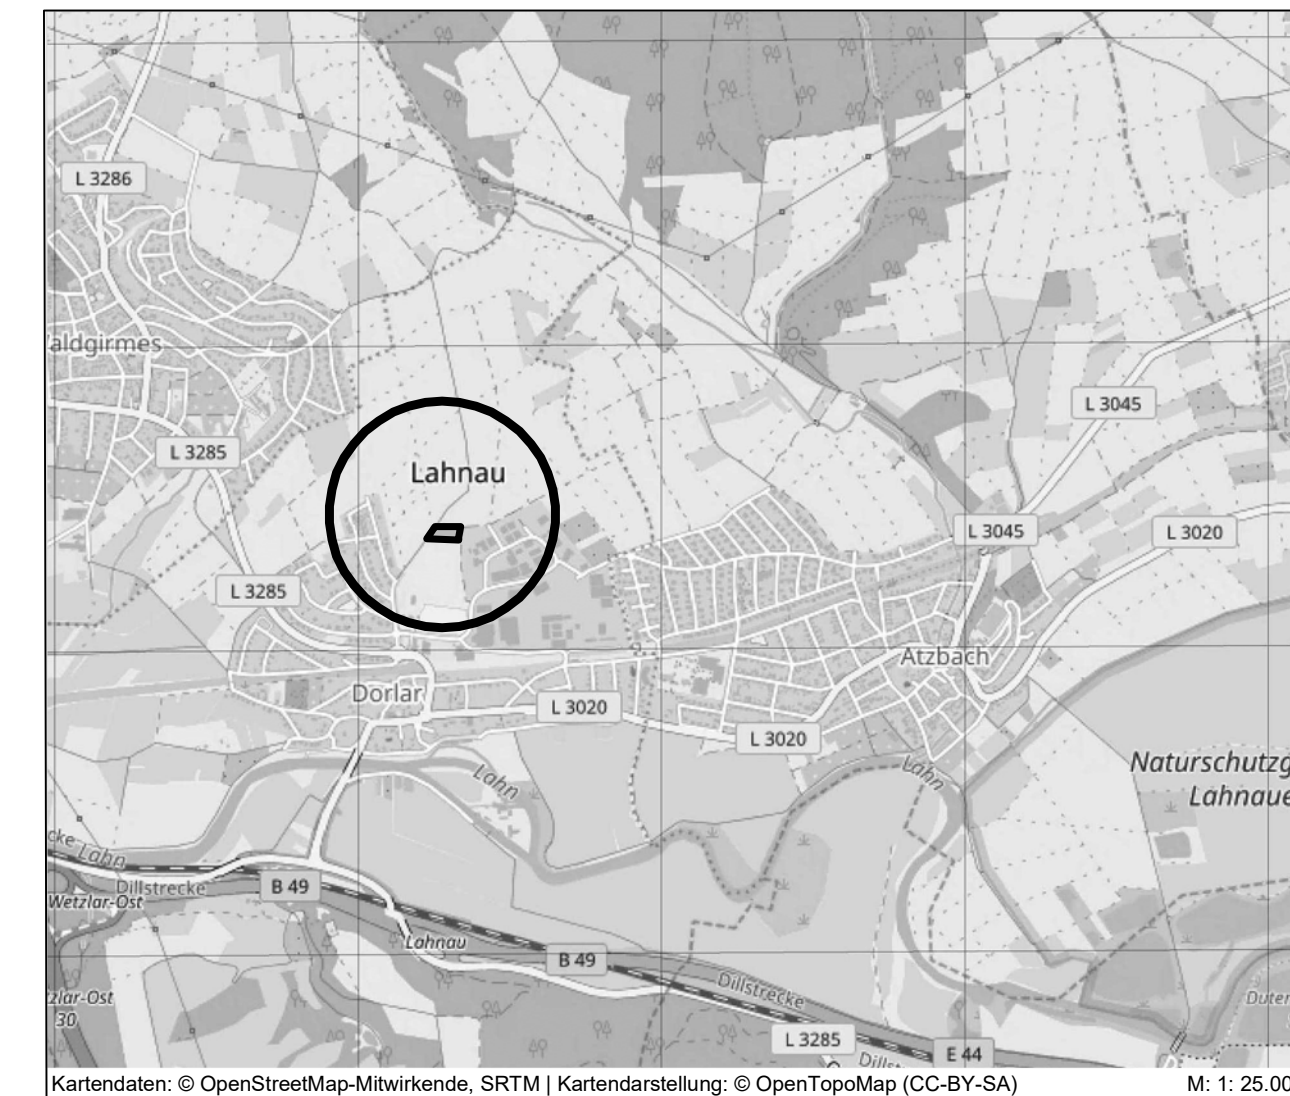 L 3286
aldgirmes
L 3045
L 3285
Lahnau
L 3045
L 3020
L 3285
Atzbach
Dorlar
L 3020
L 3020
Naturschutzg
Lahnaue
Lahn
Lahn
cke
Lahn
Dillstrecke
B 49
Wetzlar-Ost
Lahnau
B 49
Dillstrecke
zlar-Ost
30
Duter
L 3285
E 44
Dills
Kartendaten: © OpenStreetMap-Mitwirkende, SRTM | Kartendarstellung: © OpenTopoMap (CC-BY-SA)
M: 1: 25.00